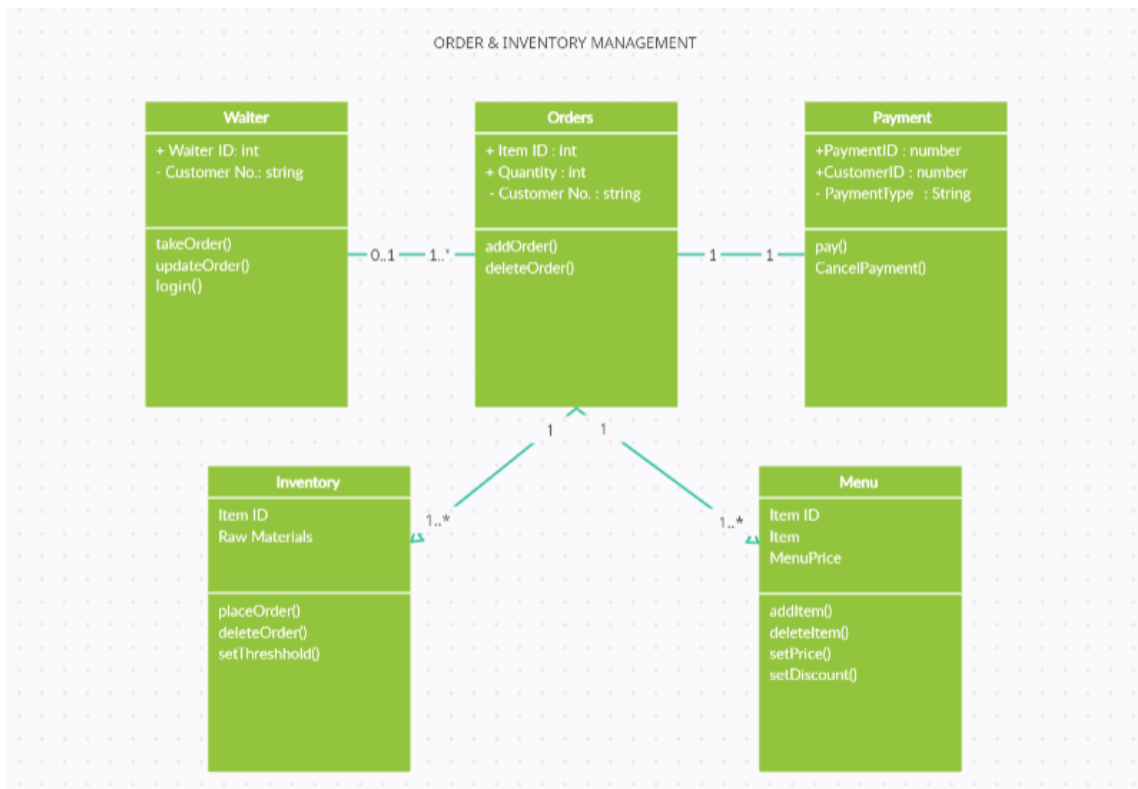 ORDER & INVENTORY MANAGEMENT
Waiter
+ Waiter ID: int
- Customer No.: string
takeOrder()
updateOrder()
login()
0..1
1..*
Orders
+ Item ID : int
+ Quantity : int
- Customer No. : string
addOrder()
deleteOrder()
1
1
Payment
+PaymentID : number
+CustomerID : number
- PaymentType : String
pay()
CancelPayment()
1
1
1..*
1..*
Inventory
Item ID
Raw Materials
placeOrder()
deleteOrder()
setThreshhold()
Menu
Item ID
Item
MenuPrice
addItem()
deleteItem()
setPrice()
setDiscount()